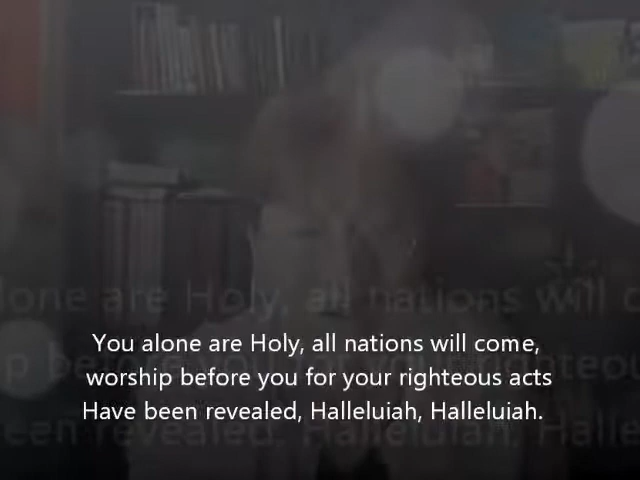 You alone are Holy, all nations will come,
worship before you for your righteous acts
Have been revealed, Halleluiah, Halleluiah.